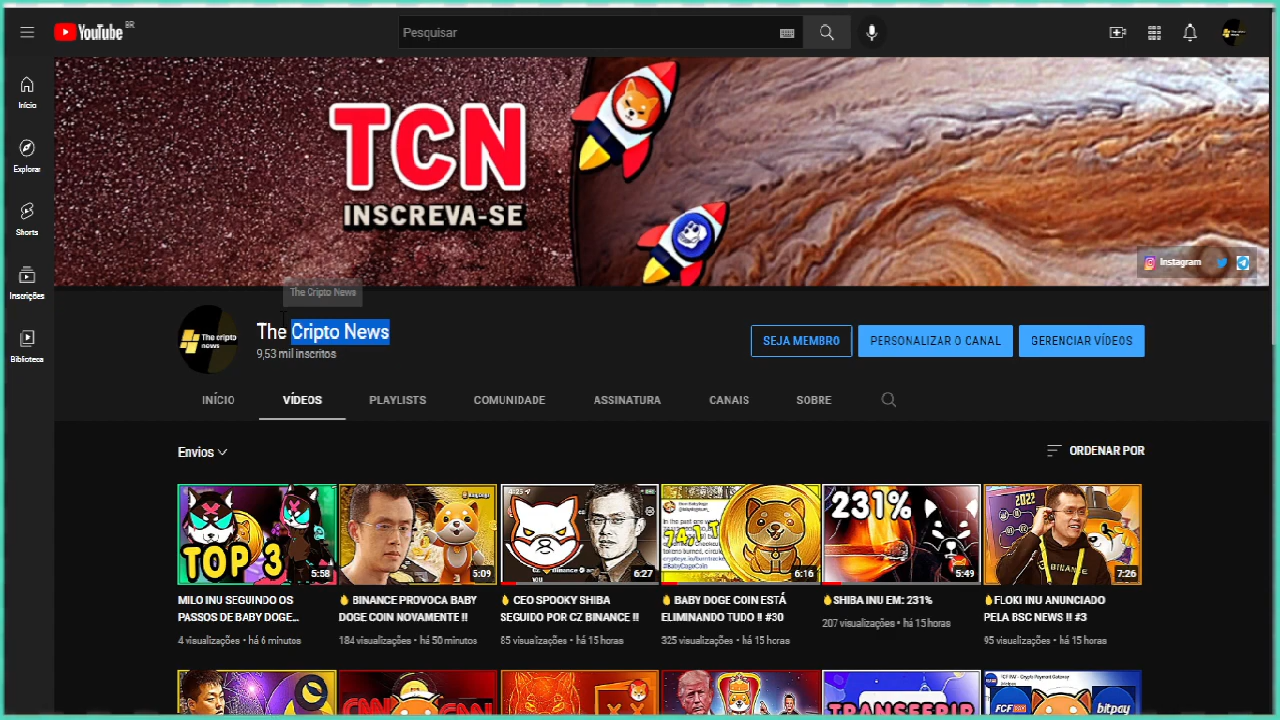 YouTube BR
Pesquisar
Início
Explorar
Shorts
Inscrições
Biblioteca
TCN
INSCREVA-SE
Instagram
The Cripto News
The cripto
news
The Cripto News
9,53 mil inscritos
SEJA MEMBRO
PERSONALIZAR O CANAL
GERENCIAR VÍDEOS
INÍCIO
VÍDEOS
PLAYLISTS
COMUNIDADE
ASSINATURA
CANAIS
SOBRE
Envios
ORDENAR POR
TOP 3
5:58
5:09
6:27
6:16
231%
5:49
2022
BINANCE
7:26
MILO INU SEGUINDO OS
PASSOS DE BABY DOGE...
4 visualizações • há 6 minutos
BINANCE PROVOCA BABY
DOGE COIN NOVAMENTE !!
184 visualizações • há 50 minutos
CEO SPOOKY SHIBA
SEGUIDO POR CZ BINANCE !!
85 visualizações • há 15 horas
BABY DOGE COIN ESTÁ
ELIMINANDO TUDO !! #30
325 visualizações • há 15 horas
SHIBA INU EM: 231%
207 visualizações • há 15 horas
FLOKI INU ANUNCIADO
PELA BSC NEWS !! #3
95 visualizações • há 15 horas
TRANSFERIR
bitpay